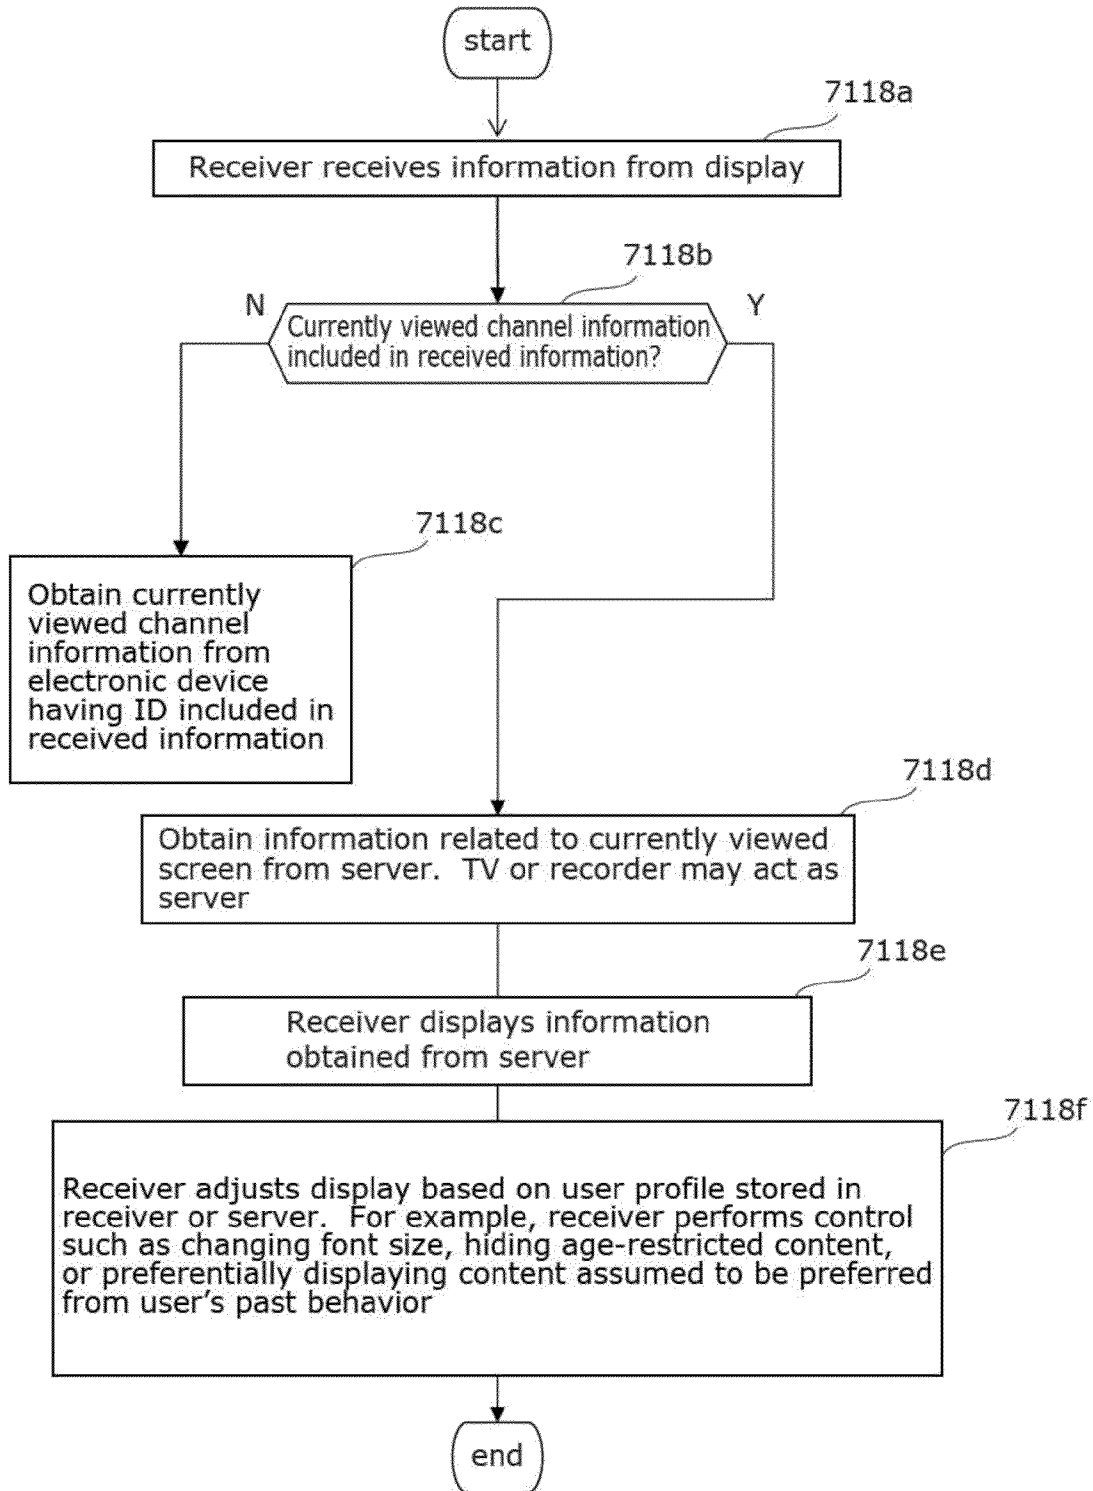 start
7118a
Receiver receives information from display
7118b
N
Y
Currently viewed channel information
included in received information?
7118c
Obtain currently
viewed channel
information from
electronic device
having ID included in
received information
7118d
Obtain information related to currently viewed
screen from server.  TV or recorder may act as
server
7118e
Receiver displays information
obtained from server
7118f
Receiver adjusts display based on user profile stored in
receiver or server.  For example, receiver performs control
such as changing font size, hiding age-restricted content,
or preferentially displaying content assumed to be preferred
from user's past behavior
end